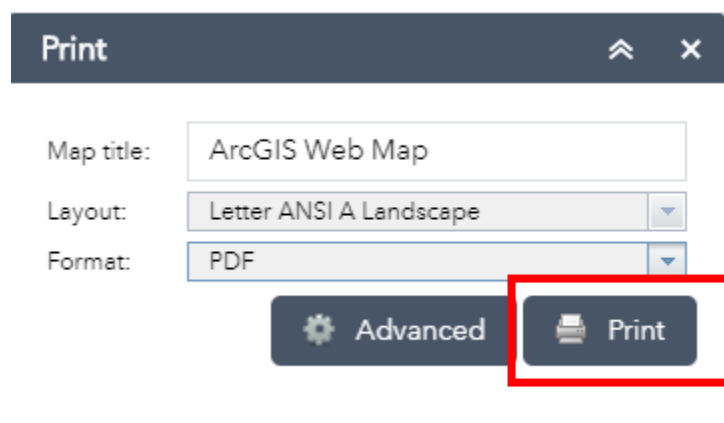 Print
Map title: ArcGIS Web Map
Layout: Letter ANSI A Landscape
Format: PDF
Advanced Print